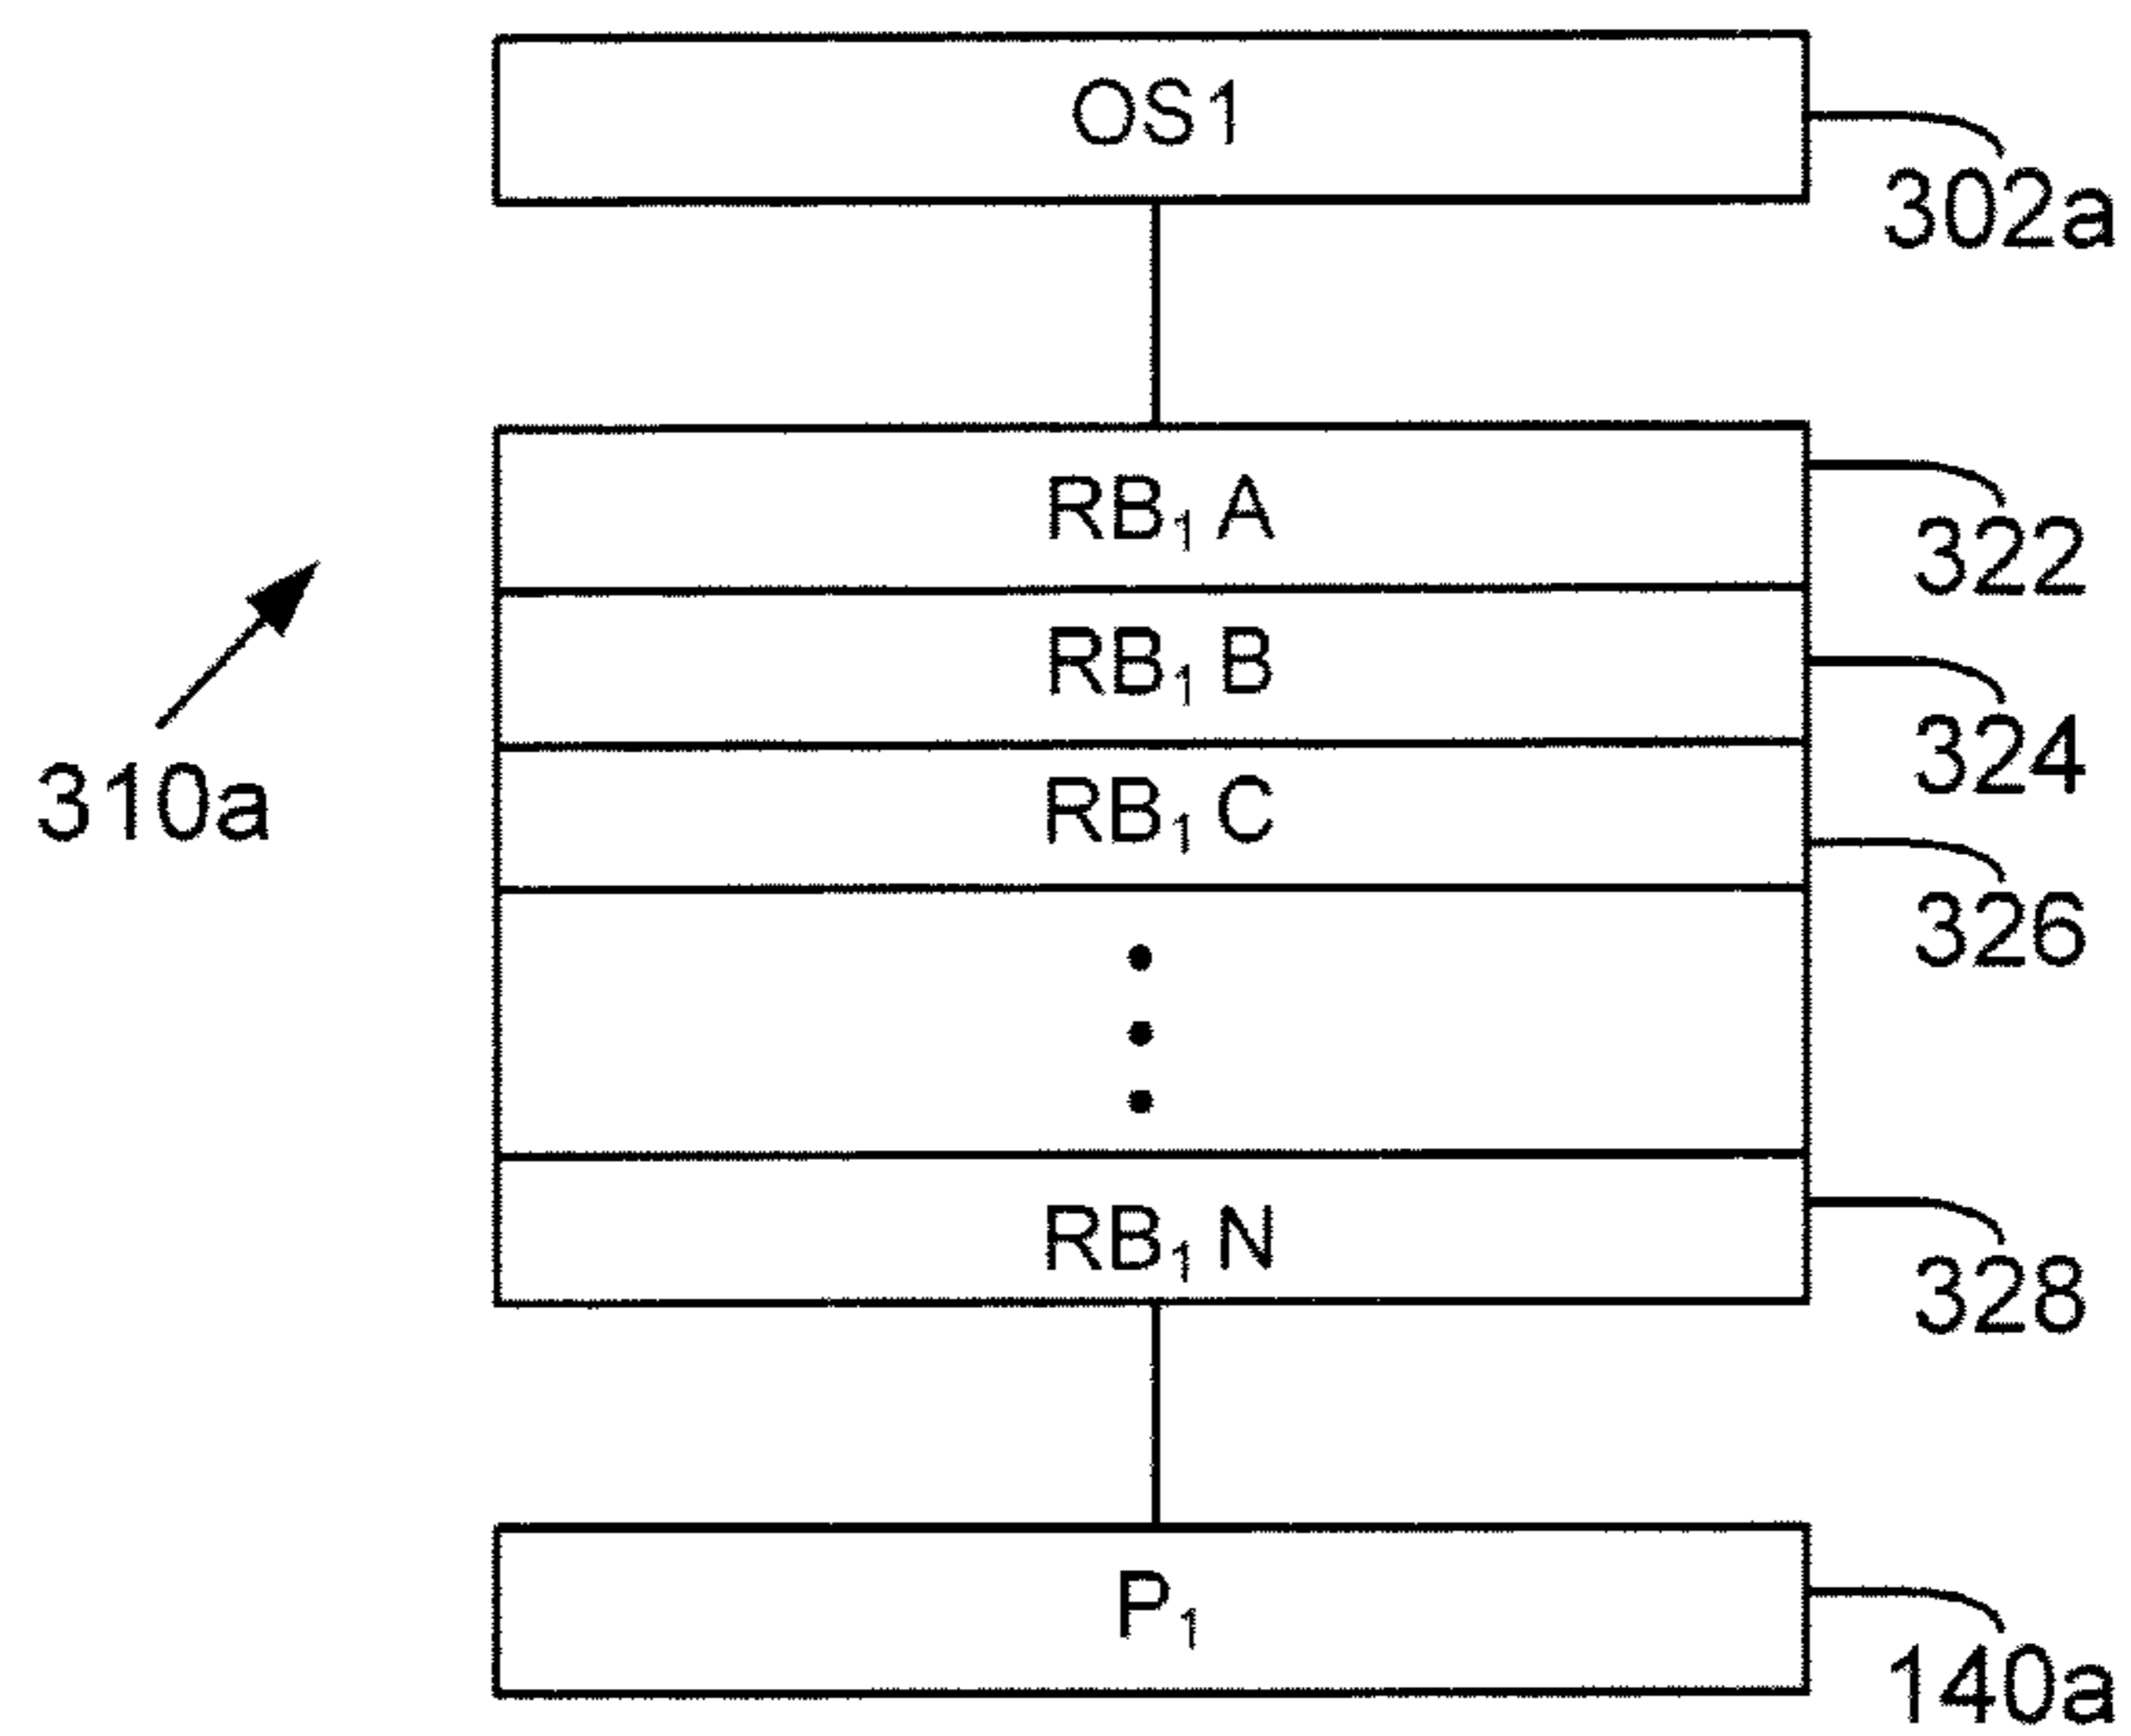 OS1
302a
RB₁ A
322
RB₁ B
324
310a
RB₁ C
326
RB₁ N
328
P₁
140a